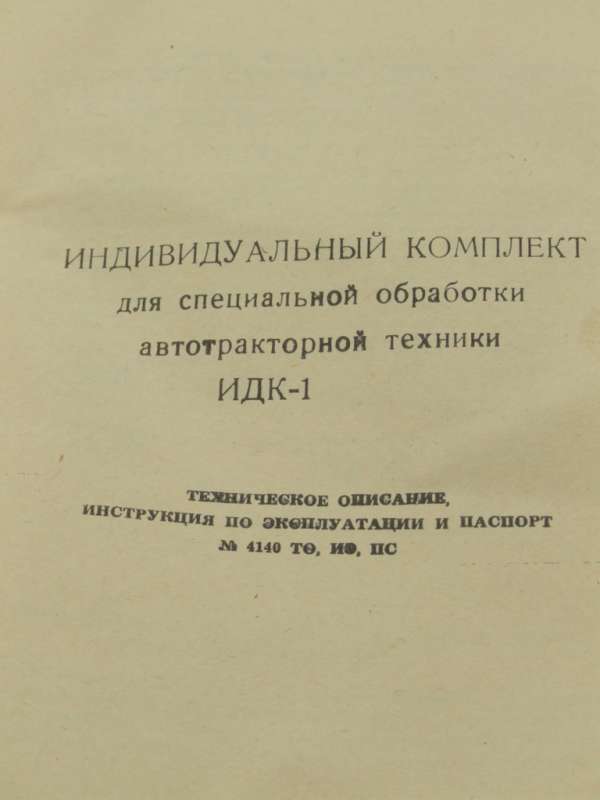 ИНДИВИДУАЛЬНЫЙ КОМПЛЕКТ
для специальной обработки
автотракторной техники
ИДК-1
ТЕХНИЧЕСКОЕ ОПИСАНИЕ,
ИНСТРУКЦИЯ ПО ЭКСПЛУАТАЦИИ И ПАСПОРТ
№ 4140 ТО, ИЭ, ПС